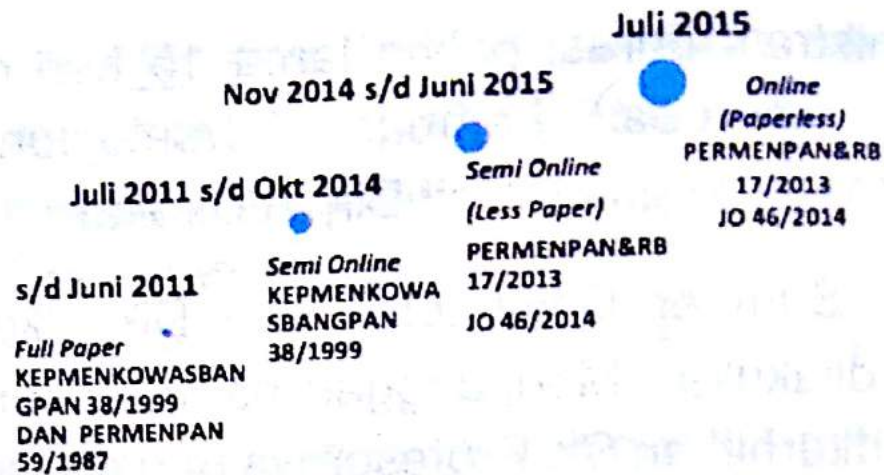 Juli 2015
Online
(Paperless)
PERMENPAN&RB
17/2013
JO 46/2014
Nov 2014 s/d Juni 2015
Semi Online
(Less Paper)
PERMENPAN&RB
17/2013
JO 46/2014
Juli 2011 s/d Okt 2014
Semi Online
KEPMENKOWA
SBANGPAN
38/1999
s/d Juni 2011
Full Paper
KEPMENKOWASBAN
GPAN 38/1999
DAN PERMENPAN
59/1987